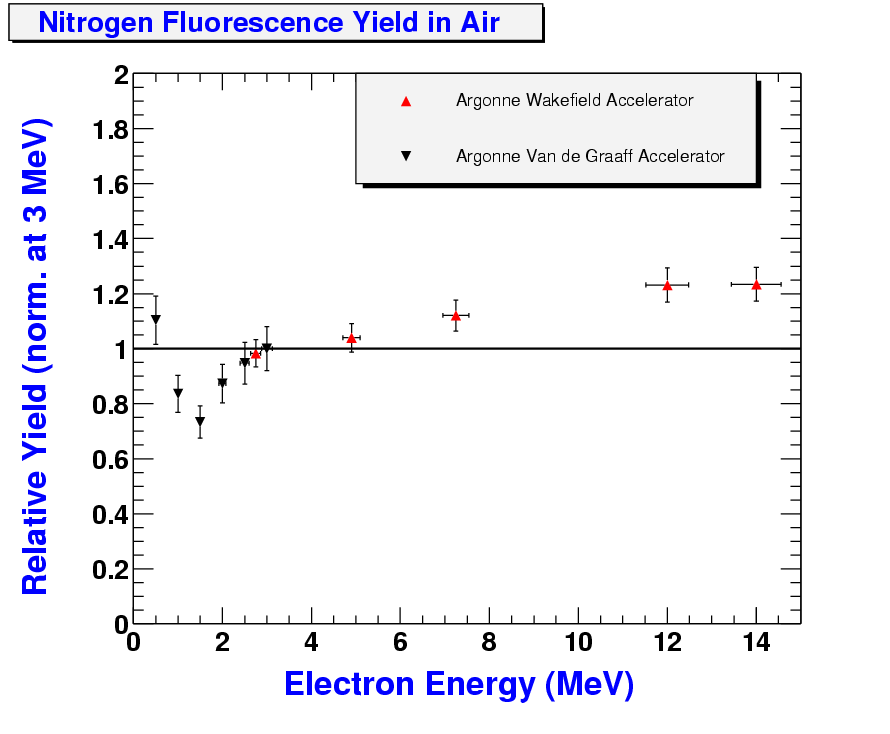 Nitrogen Fluorescence Yield in Air
Argonne Wakefield Accelerator
Argonne Van de Graaff Accelerator
Relative Yield (norm. at 3 MeV)
2
1.8
1.6
1.4
1.2
1
0.8
0.6
0.4
0.2
0
0 2 4 6 8 10 12 14
Electron Energy (MeV)